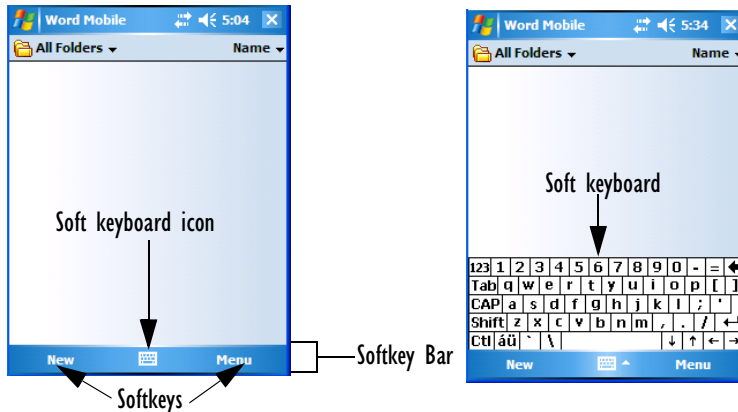 Word Mobile 5:04
All Folders Name
Soft keyboard icon
New Menu
Softkey Bar
Softkeys
Word Mobile 5:34
All Folders Name
Soft keyboard
123 1 2 3 4 5 6 7 8 9 0 - =
Tab q w e r t y u i o p [ ]
CAP a s d f g h j k l ; '
Shift z x c v b n m , . /
Ctl áü ` \ ↓ ↑ ← →
New Menu